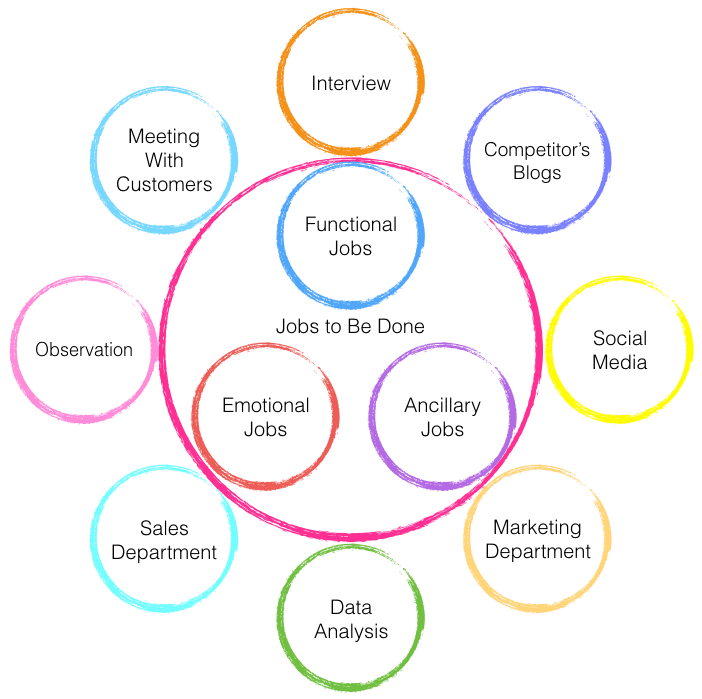 Interview
Meeting
With
Customers
Competitor's
Blogs
Functional
Jobs
Jobs to Be Done
Observation
Social
Media
Emotional
Jobs
Ancillary
Jobs
Sales
Department
Marketing
Department
Data
Analysis